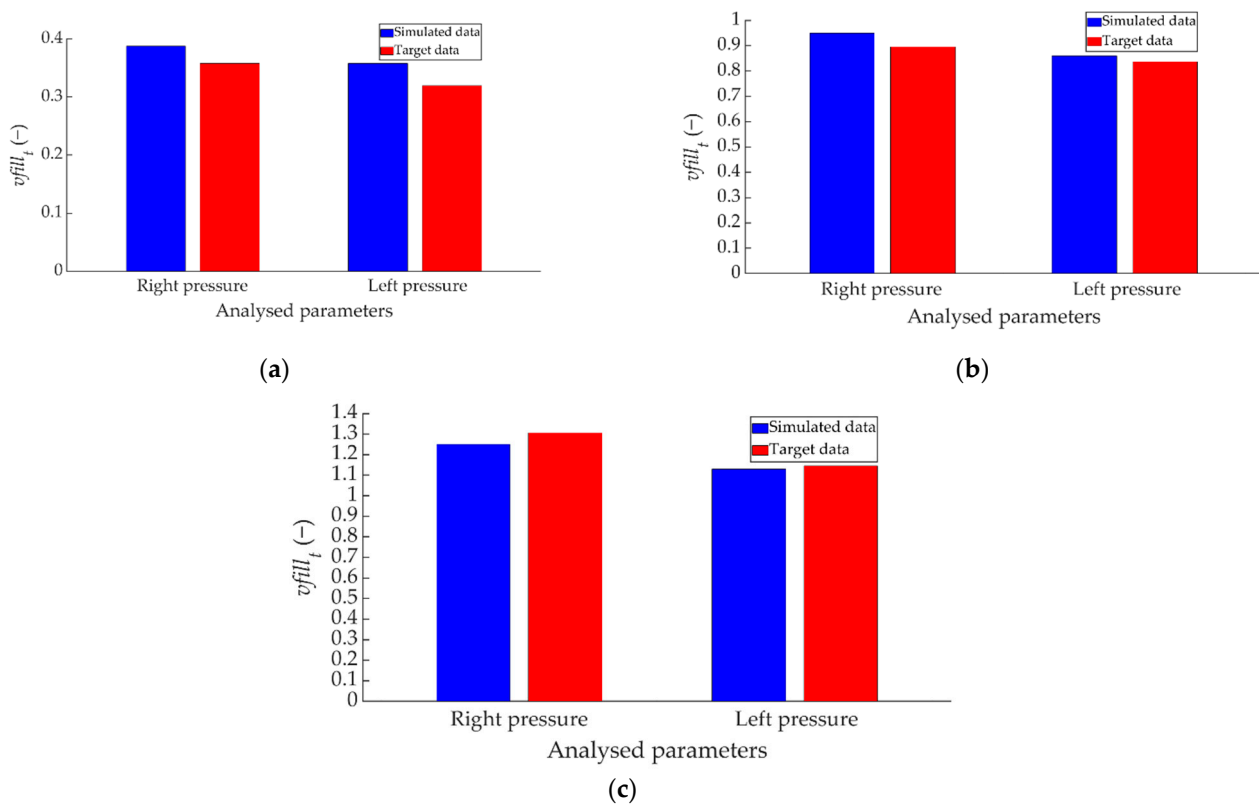 Simulated data
Target data
0.4
0.3
0.2
0.1
0
vfill_t (−)
Right pressure
Left pressure
Analysed parameters
(a)
Simulated data
Target data
1
0.9
0.8
0.7
0.6
0.5
0.4
0.3
0.2
0.1
0
vfill_t (−)
Right pressure
Left pressure
Analysed parameters
(b)
Simulated data
Target data
1.4
1.3
1.2
1.1
1
0.9
0.8
0.7
0.6
0.5
0.4
0.3
0.2
0.1
0
vfill_t (−)
Right pressure
Left pressure
Analysed parameters
(c)